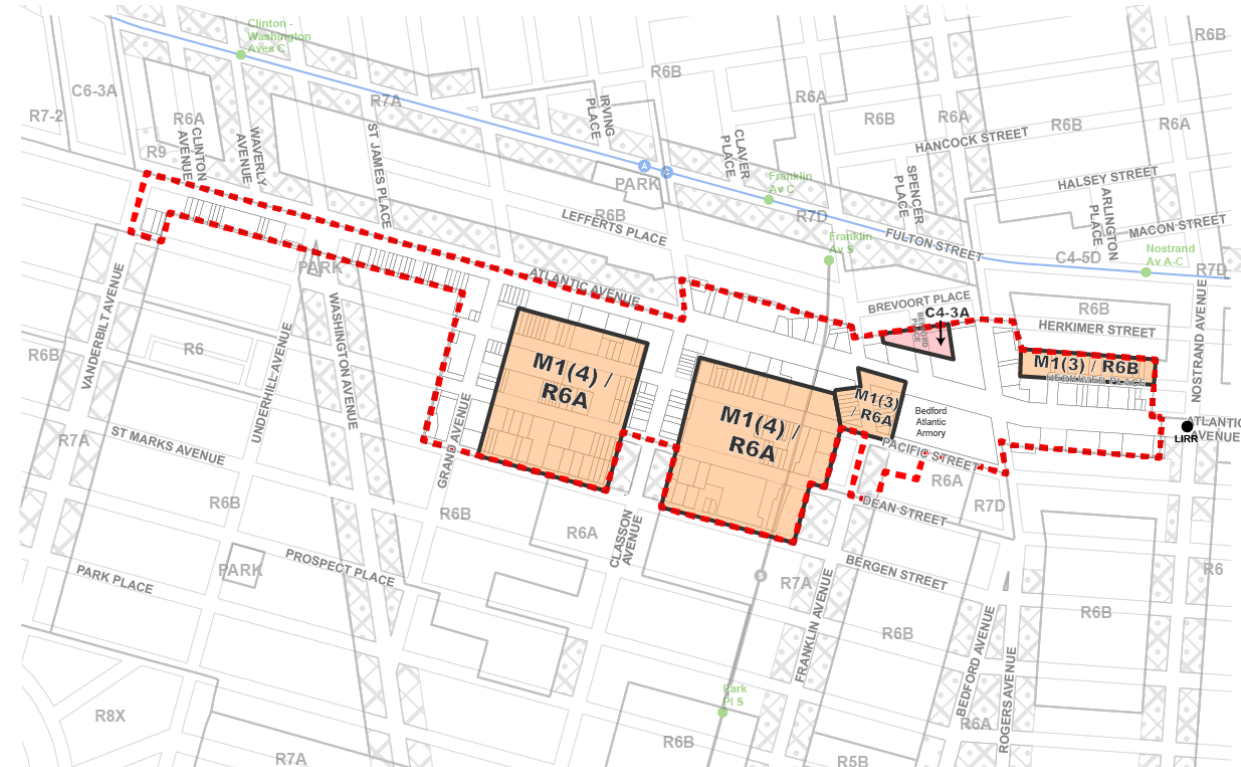 Clinton -
Washington
Aves C
R6B
C6-3A
R7-2
R6A
R9
CLINTON
AVENUE
WAVERLY
AVENUE
R7A
ST JAMES PLACE
IRVING
PLACE
R6B
R6A
CLAVER
PLACE
R6B
R6A
R6B
R6A
HANCOCK STREET
HALSEY STREET
SPENCER
PLACE
ARLINGTON
PLACE
MACON STREET
A
C
PARK
Franklin
Av C
R7D
R6B
LEFFERTS PLACE
Franklin
Av S
FULTON STREET
C4-5D
Nostrand
Av A-C
R7D
PARK
ATLANTIC AVENUE
BREVOORT PLACE
C4-3A
BEDFORD
PLACE
R6B
HERKIMER STREET
NOSTRAND AVENUE
VANDERBILT AVENUE
R6B
R6
UNDERHILL AVENUE
WASHINGTON AVENUE
M1(4) /
R6A
M1(3) / R6B
HERKIMER PLACE
M1(3)
/ R6A
M1(4) /
R6A
Bedford
Atlantic
Armory
ATLANTIC
AVENUE
LIRR
R7A
ST MARKS AVENUE
GRAND AVENUE
PACIFIC STREET
R6A
R6B
R6B
R6A
CLASSON
AVENUE
DEAN STREET
R7D
PROSPECT PLACE
PARK
PARK PLACE
S
R7A
BERGEN STREET
R6
FRANKLIN AVENUE
R6B
BEDFORD AVENUE
ROGERS AVENUE
R6B
R8X
Park
Pl S
R6A
R7A
R6B
R5B